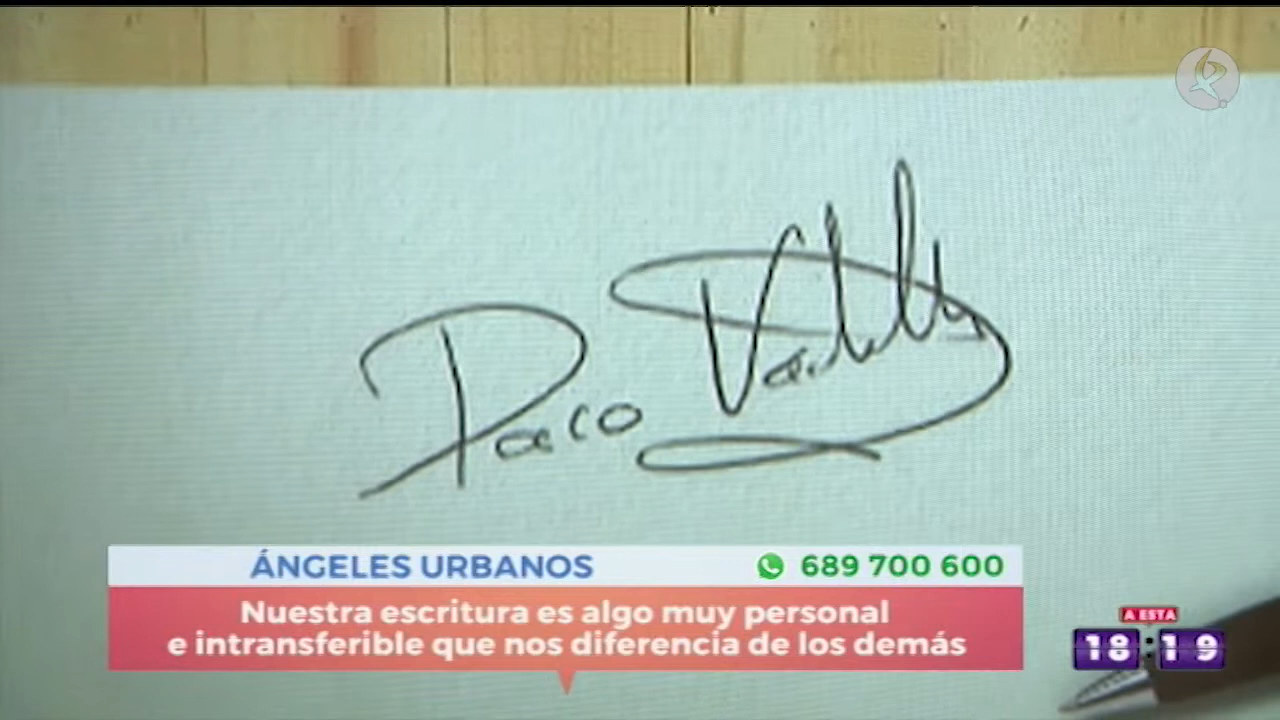 Paco
ÁNGELES URBANOS
689 700 600
Nuestra escritura es algo muy personal
e intransferible que nos diferencia de los demás
A ESTA
18:19